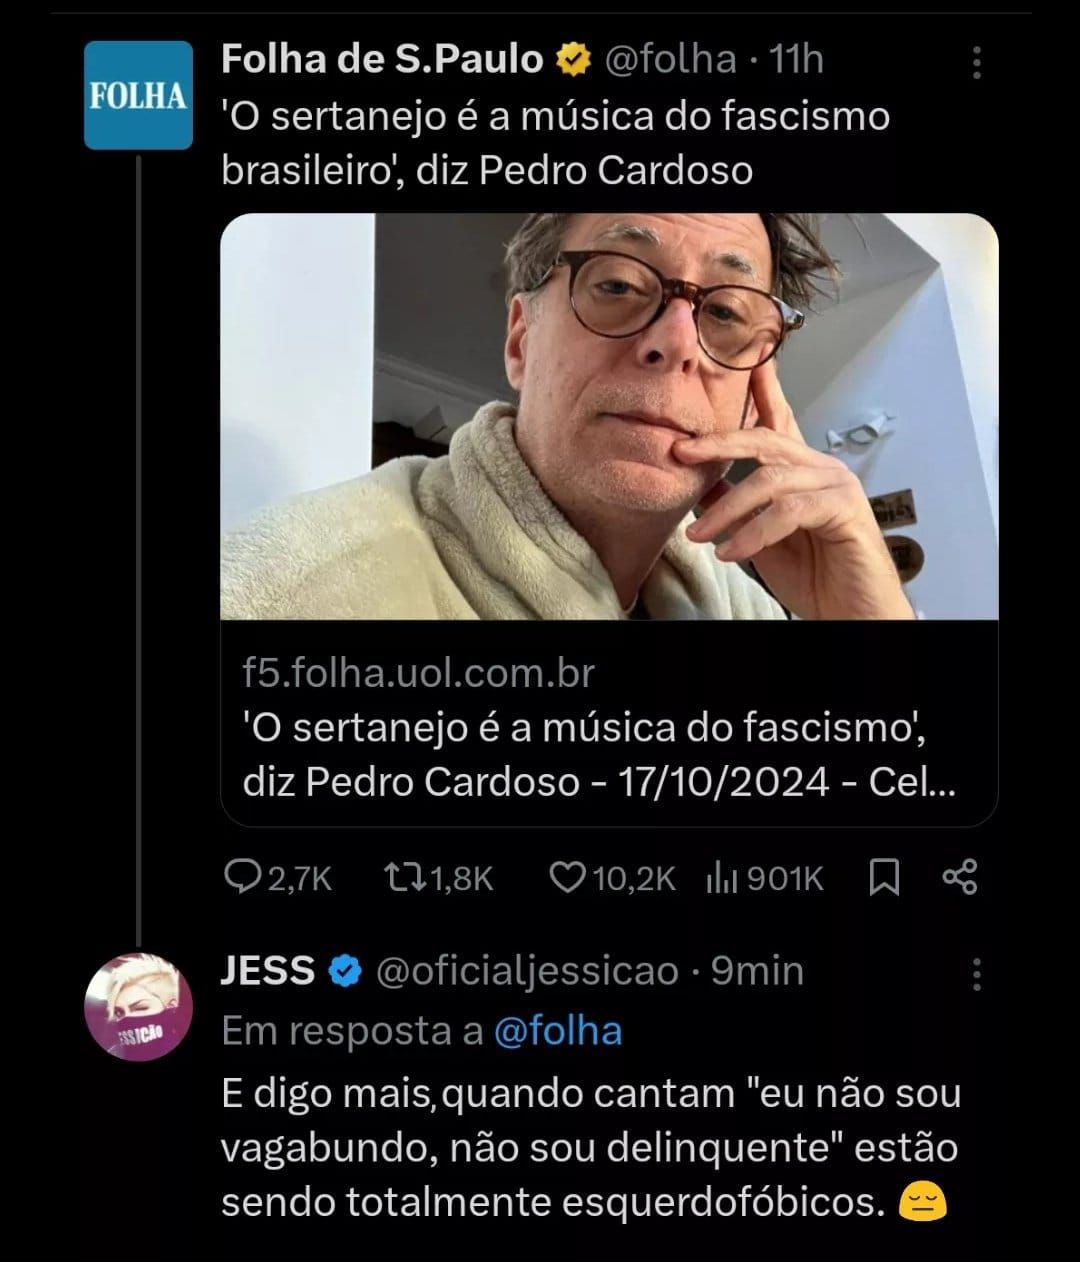 FOLHA
Folha de S.Paulo @folha · 11h
'O sertanejo é a música do fascismo
brasileiro', diz Pedro Cardoso
f5.folha.uol.com.br
'O sertanejo é a música do fascismo',
diz Pedro Cardoso - 17/10/2024 - Cel...
2,7K 1,8K 10,2K 901K
JESS @oficialjessicao · 9min
ESSICÃO
Em resposta a @folha
E digo mais,quando cantam "eu não sou
vagabundo, não sou delinquente" estão
sendo totalmente esquerdofóbicos. 😔